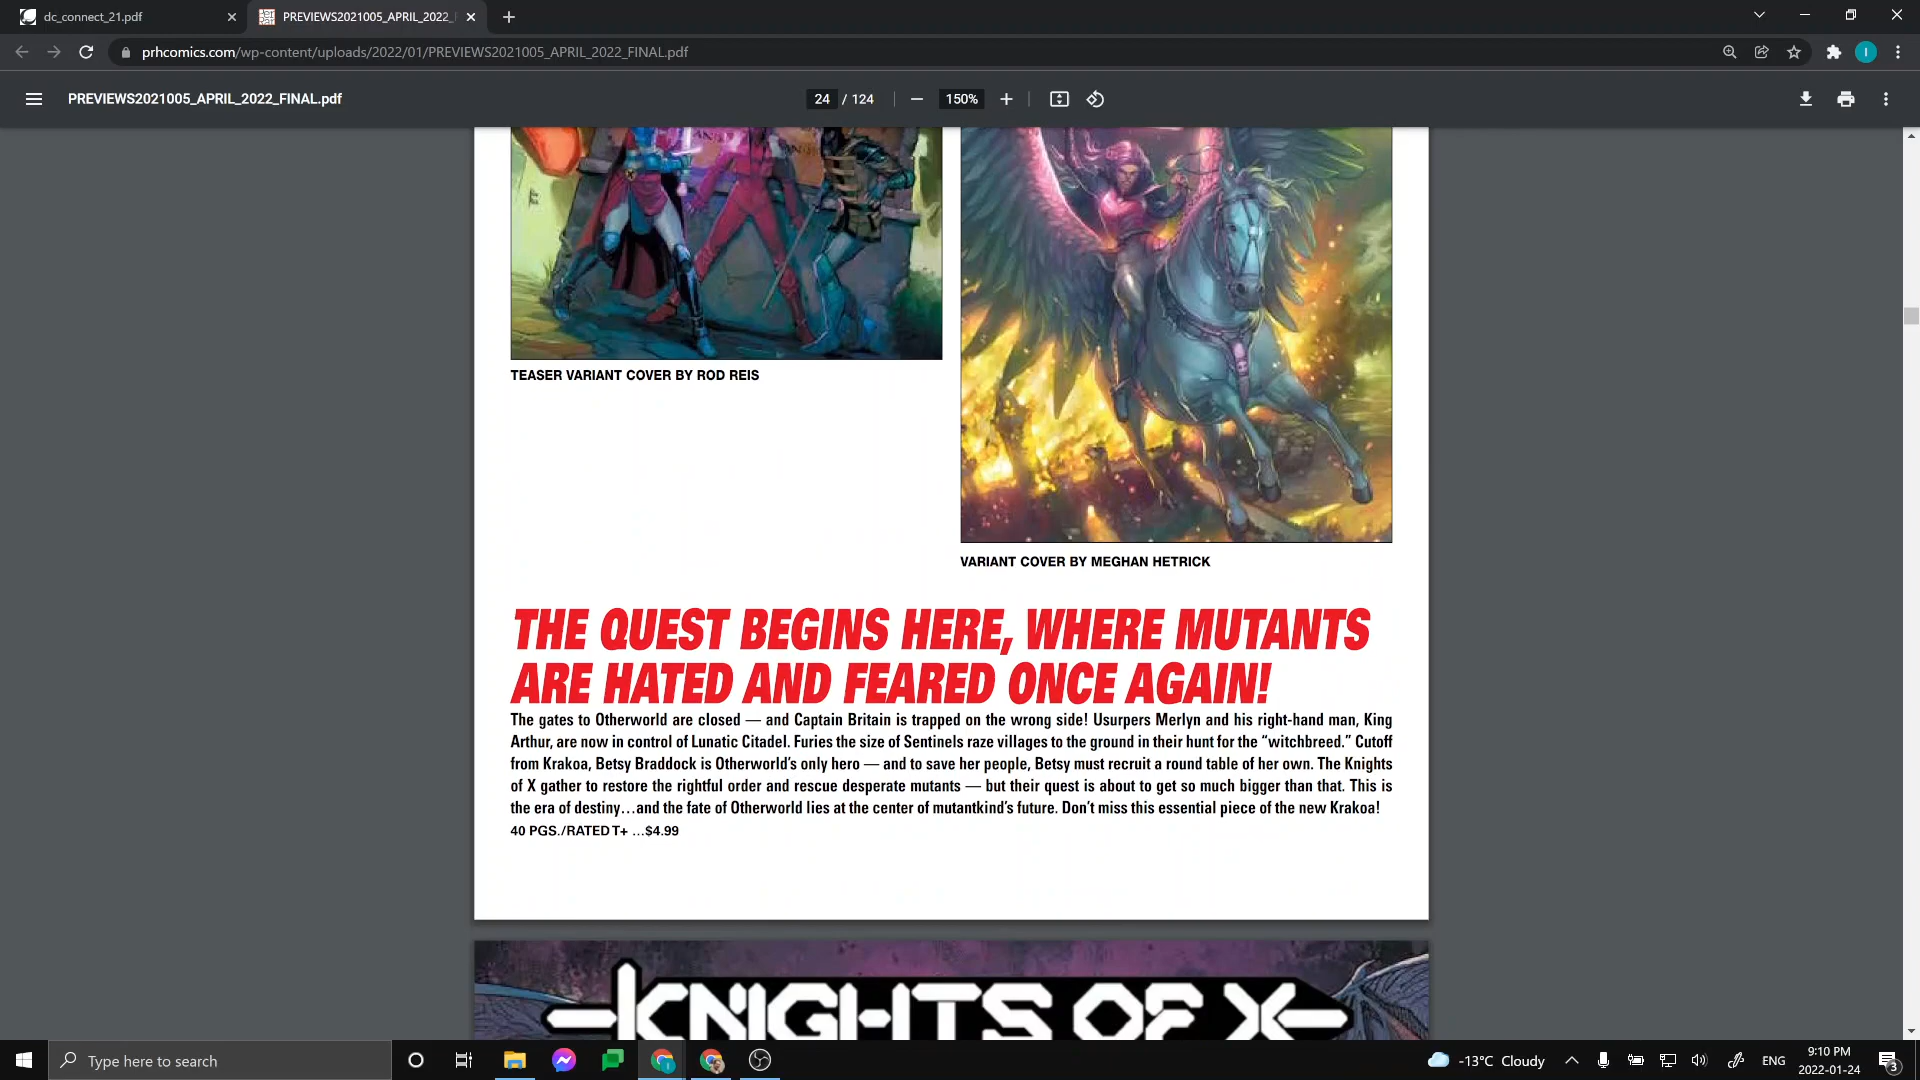 dc_connect_21.pdf
PREVIEWS2021005_APRIL_2022_F
prhcomics.com/wp-content/uploads/2022/01/PREVIEWS2021005_APRIL_2022_FINAL.pdf
I
PREVIEWS2021005_APRIL_2022_FINAL.pdf
24 / 124
150%
TEASER VARIANT COVER BY ROD REIS
VARIANT COVER BY MEGHAN HETRICK
THE QUEST BEGINS HERE, WHERE MUTANTS
ARE HATED AND FEARED ONCE AGAIN!
The gates to Otherworld are closed — and Captain Britain is trapped on the wrong side! Usurpers Merlyn and his right-hand man, King
Arthur, are now in control of Lunatic Citadel. Furies the size of Sentinels raze villages to the ground in their hunt for the “witchbreed.” Cutoff
from Krakoa, Betsy Braddock is Otherworld’s only hero — and to save her people, Betsy must recruit a round table of her own. The Knights
of X gather to restore the rightful order and rescue desperate mutants — but their quest is about to get so much bigger than that. This is
the era of destiny…and the fate of Otherworld lies at the center of mutantkind’s future. Don’t miss this essential piece of the new Krakoa!
40 PGS./RATED T+ …$4.99
KNIGHTS OF X
Type here to search
-13°C Cloudy
ENG
9:10 PM
2022-01-24
3